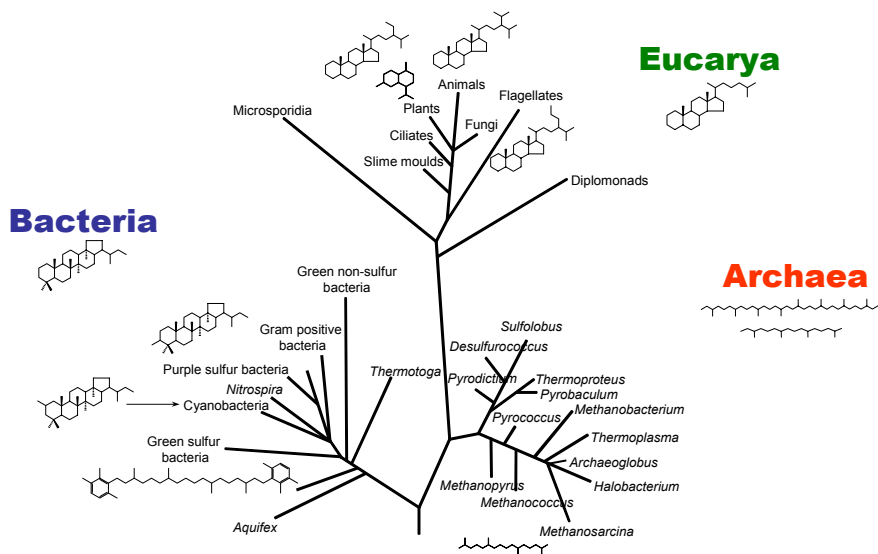 Eucarya
Animals
Plants
Flagellates
Microsporidia
Fungi
Ciliates
Slime moulds
Diplomonads
Bacteria
Green non-sulfur
bacteria
Archaea
Gram positive
bacteria
Sulfolobus
Desulfurococcus
Purple sulfur bacteria
Thermotoga
Pyrodictium
Thermoproteus
Nitrospira
Pyrobaculum
Cyanobacteria
Methanobacterium
Pyrococcus
Green sulfur
bacteria
Thermoplasma
Archaeoglobus
Methanopyrus
Halobacterium
Methanococcus
Aquifex
Methanosarcina